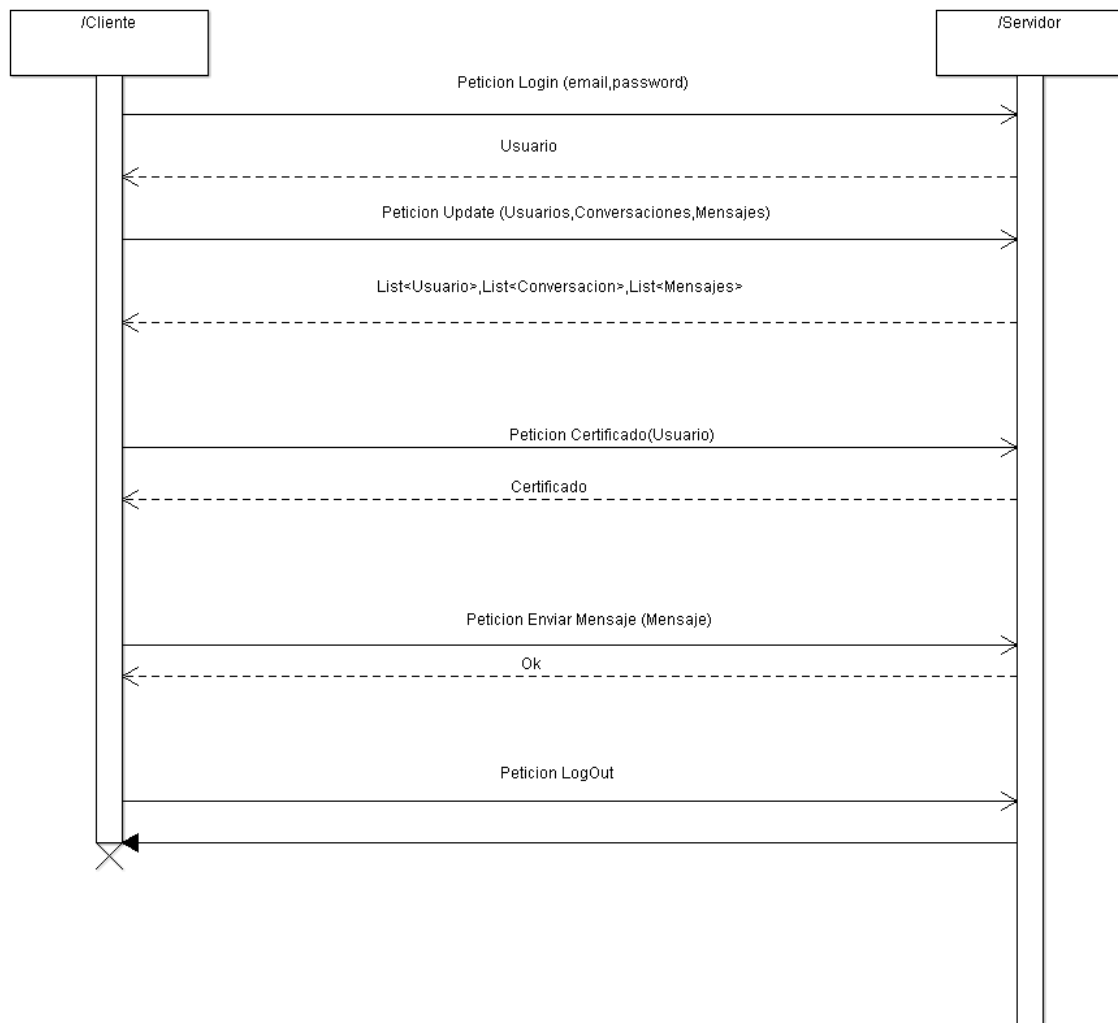 /Cliente
/Servidor
Peticion Login (email,password)
Usuario
Peticion Update (Usuarios,Conversaciones,Mensajes)
List<Usuario>,List<Conversacion>,List<Mensajes>
Peticion Certificado(Usuario)
Certificado
Peticion Enviar Mensaje (Mensaje)
Ok
Peticion LogOut